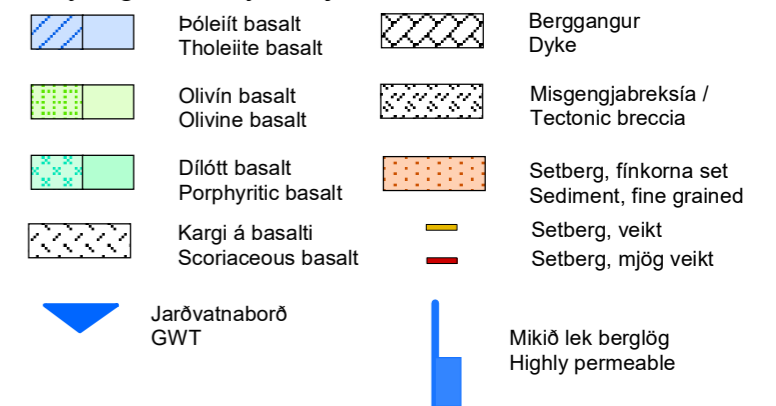 Þóleiít basalt
Tholeiite basalt
Olivín basalt
Olivine basalt
Dílótt basalt
Porphyritic basalt
Kargi á basalti
Scoriaceous basalt
Jarðvatnaborð
GWT
Berggangur
Dyke
Misgengjabreksía /
Tectonic breccia
Setberg, fínkorna set
Sediment, fine grained
Setberg, veikt
Setberg, mjög veikt
Mikið lek berglög
Highly permeable